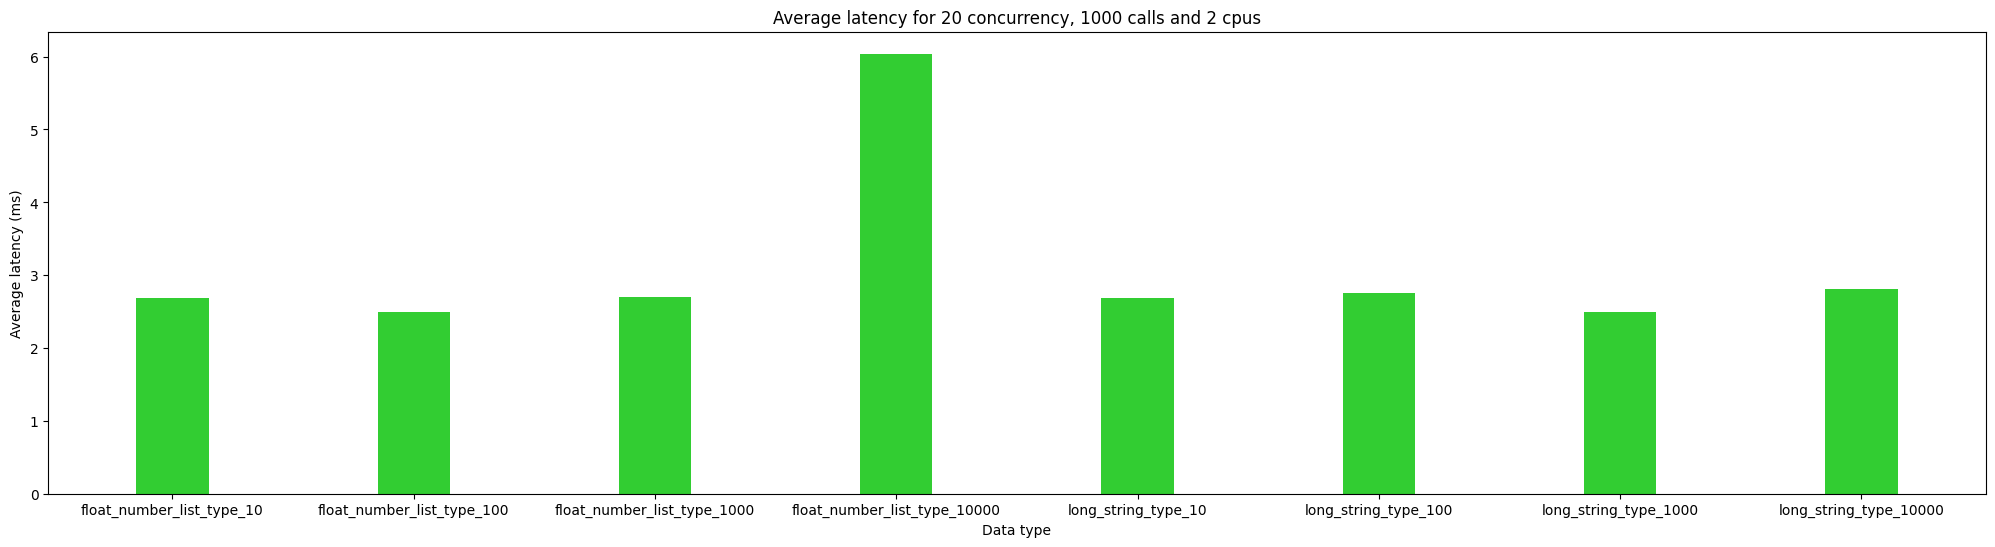 Average latency for 20 concurrency, 1000 calls and 2 cpus
Average latency (ms)
6
5
4
3
2
1
0
float_number_list_type_10 float_number_list_type_100 float_number_list_type_1000 float_number_list_type_10000 long_string_type_10 long_string_type_100 long_string_type_1000 long_string_type_10000
Data type